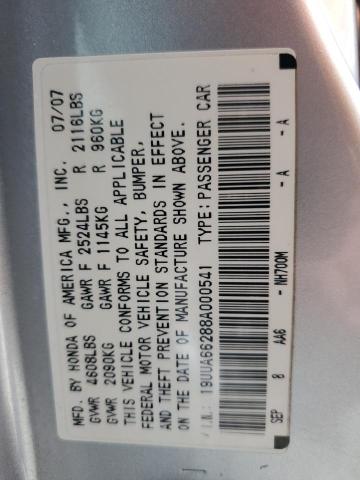 MFD. BY HONDA OF AMERICA MFG., INC. 07/07
GVWR 4608LBS GAWR F 2524LBS R 2116LBS
GVWR 2090KG GAWR F 1145KG R 960KG
THIS VEHICLE CONFORMS TO ALL APPLICABLE
FEDERAL MOTOR VEHICLE SAFETY, BUMPER,
AND THEFT PREVENTION STANDARDS IN EFFECT
ON THE DATE OF MANUFACTURE SHOWN ABOVE.
V.I.N.: 19UUA66288A000541 TYPE: PASSENGER CAR
SEP 8 AA6 - NH700M - A - A